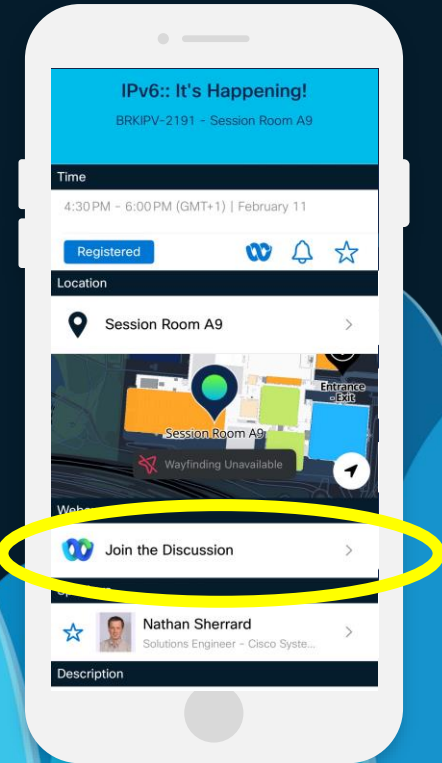 IPv6:: It's Happening!
BRKIPV-2191 - Session Room A9
Time
4:30 PM - 6:00 PM (GMT+1) | February 11
Registered
Location
Session Room A9
Entrance
- Exit
Session Room A9
Wayfinding Unavailable
Join the Discussion
Nathan Sherrard
Solutions Engineer - Cisco Syste...
Description